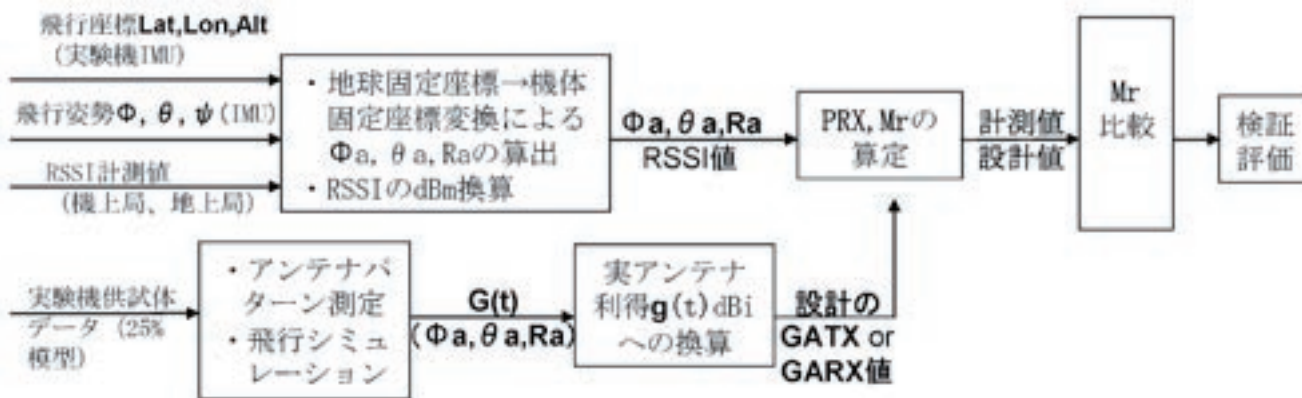 飛行座標Lat,Lon,Alt
(実験機IMU)
飛行姿勢Φ, θ, ψ(IMU)
RSSI計測値
(機上局、地上局)
・地球固定座標→機体
固定座標変換による
Φa, θa,Raの算出
・RSSIのdBm換算
Φa,θa,Ra
RSSI値
PRX,Mrの
算定
計測値
設計値
Mr
比較
検証
評価
実験機供試体
データ (25%
模型)
・アンテナパ
ターン測定
・飛行シミュ
レーション
G(t)
(Φa,θa,Ra)
実アンテナ
利得g(t)dBi
への換算
設計の
GATX or
GARX値